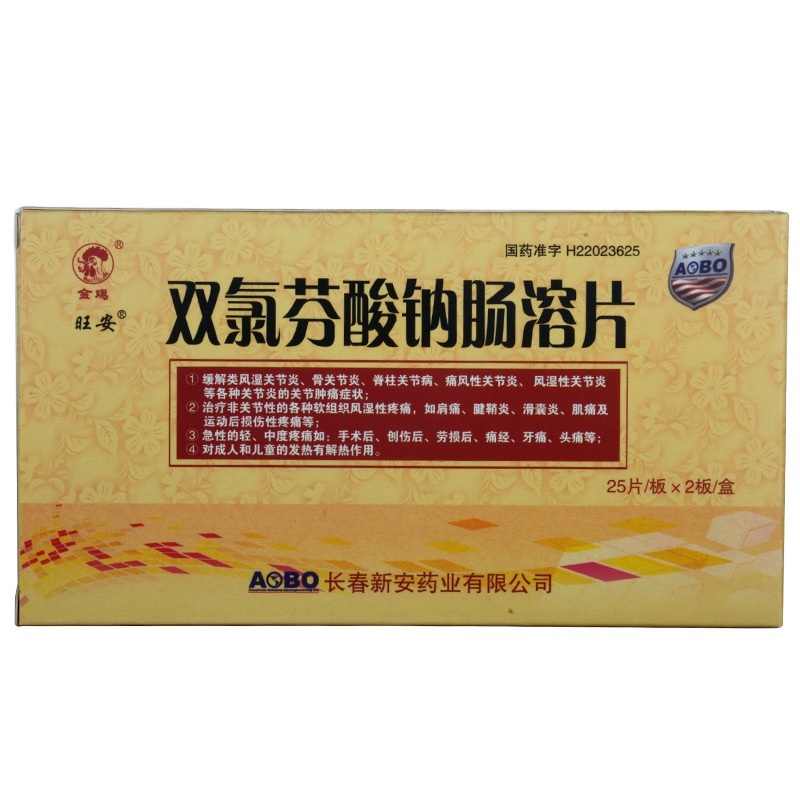 国药准字 H22023625
AOBO
金鸡®
旺安®
双氯芬酸钠肠溶片
① 缓解类风湿关节炎、骨关节炎、脊柱关节病、痛风性关节炎、风湿性关节炎
等各种关节炎的关节肿痛症状；
② 治疗非关节性的各种软组织风湿性疼痛，如肩痛、腱鞘炎、滑囊炎、肌痛及
运动后损伤性疼痛等；
③ 急性的轻、中度疼痛如：手术后、创伤后、劳损后、痛经、牙痛、头痛等；
④ 对成人和儿童的发热有解热作用。
25片/板×2板/盒
AOBO 长春新安药业有限公司